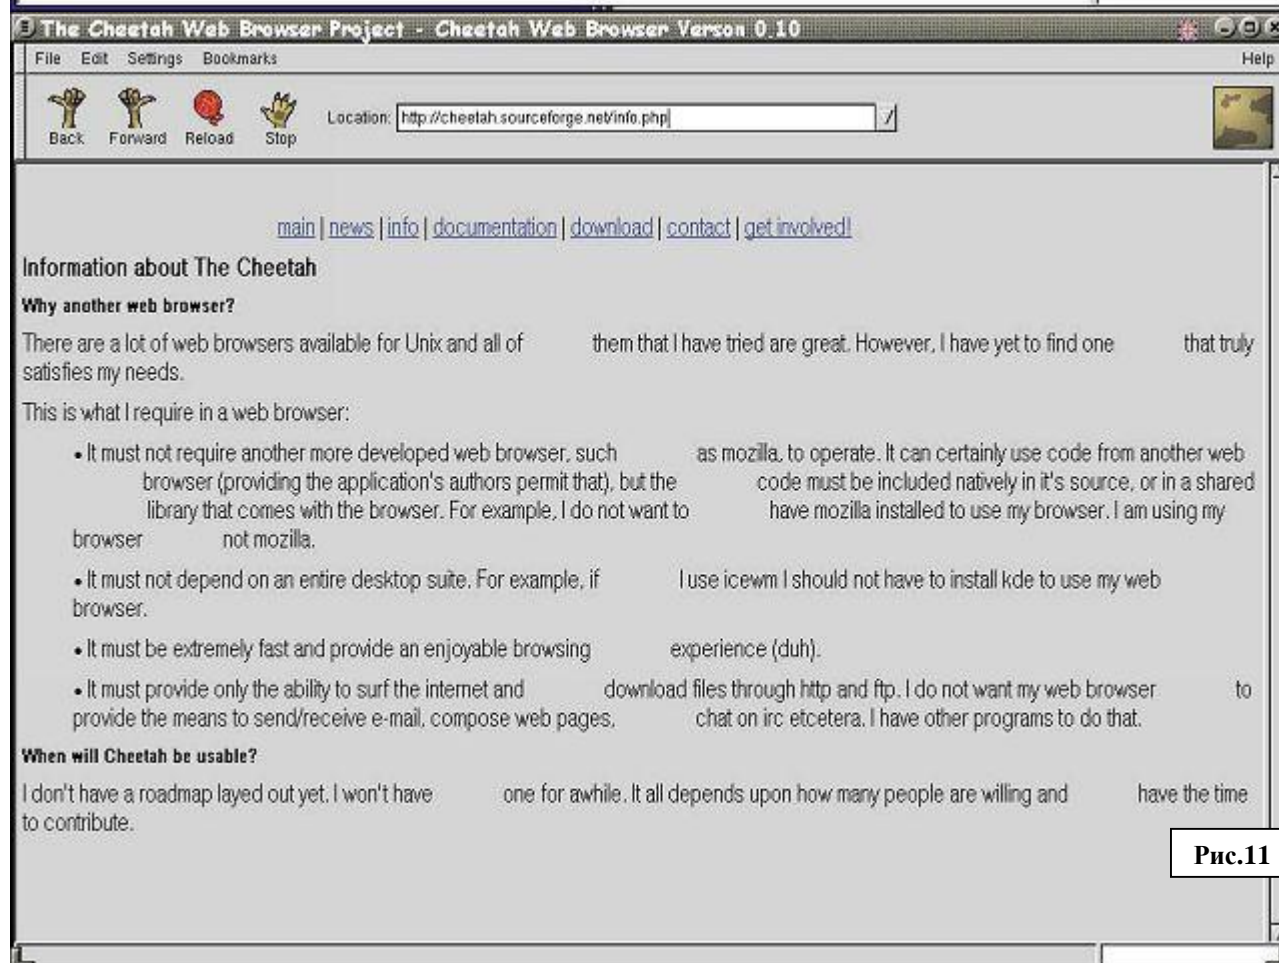 The Cheetah Web Browser Project - Cheetah Web Browser Verson 0.10
File Edit Settings Bookmarks Help
Back Forward Reload Stop Location: http://cheetah.sourceforge.net/info.php
main | news | info | documentation | download | contact | get involved!
Information about The Cheetah
Why another web browser?
There are a lot of web browsers available for Unix and all of them that I have tried are great. However, I have yet to find one that truly
satisfies my needs.
This is what I require in a web browser:
• It must not require another more developed web browser, such as mozilla, to operate. It can certainly use code from another web
browser (providing the application's authors permit that), but the code must be included natively in it's source, or in a shared
library that comes with the browser. For example, I do not want to have mozilla installed to use my browser. I am using my
browser not mozilla.
• It must not depend on an entire desktop suite. For example, if I use icewm I should not have to install kde to use my web
browser.
• It must be extremely fast and provide an enjoyable browsing experience (duh).
• It must provide only the ability to surf the internet and download files through http and ftp. I do not want my web browser to
provide the means to send/receive e-mail, compose web pages, chat on irc etcetera. I have other programs to do that.
When will Cheetah be usable?
I don't have a roadmap layed out yet. I won't have one for awhile. It all depends upon how many people are willing and have the time
to contribute.
Рис.11